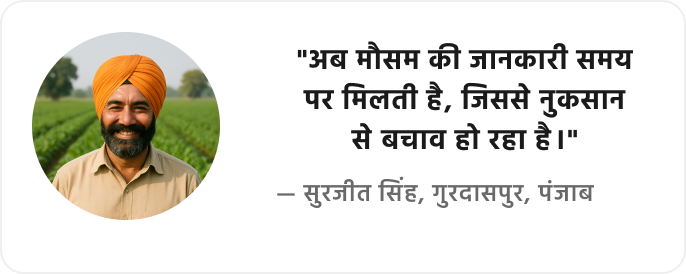 "अब मौसम की जानकारी समय
पर मिलती है, जिससे नुकसान
से बचाव हो रहा है।"
— सुरजीत सिंह, गुरदासपुर, पंजाब